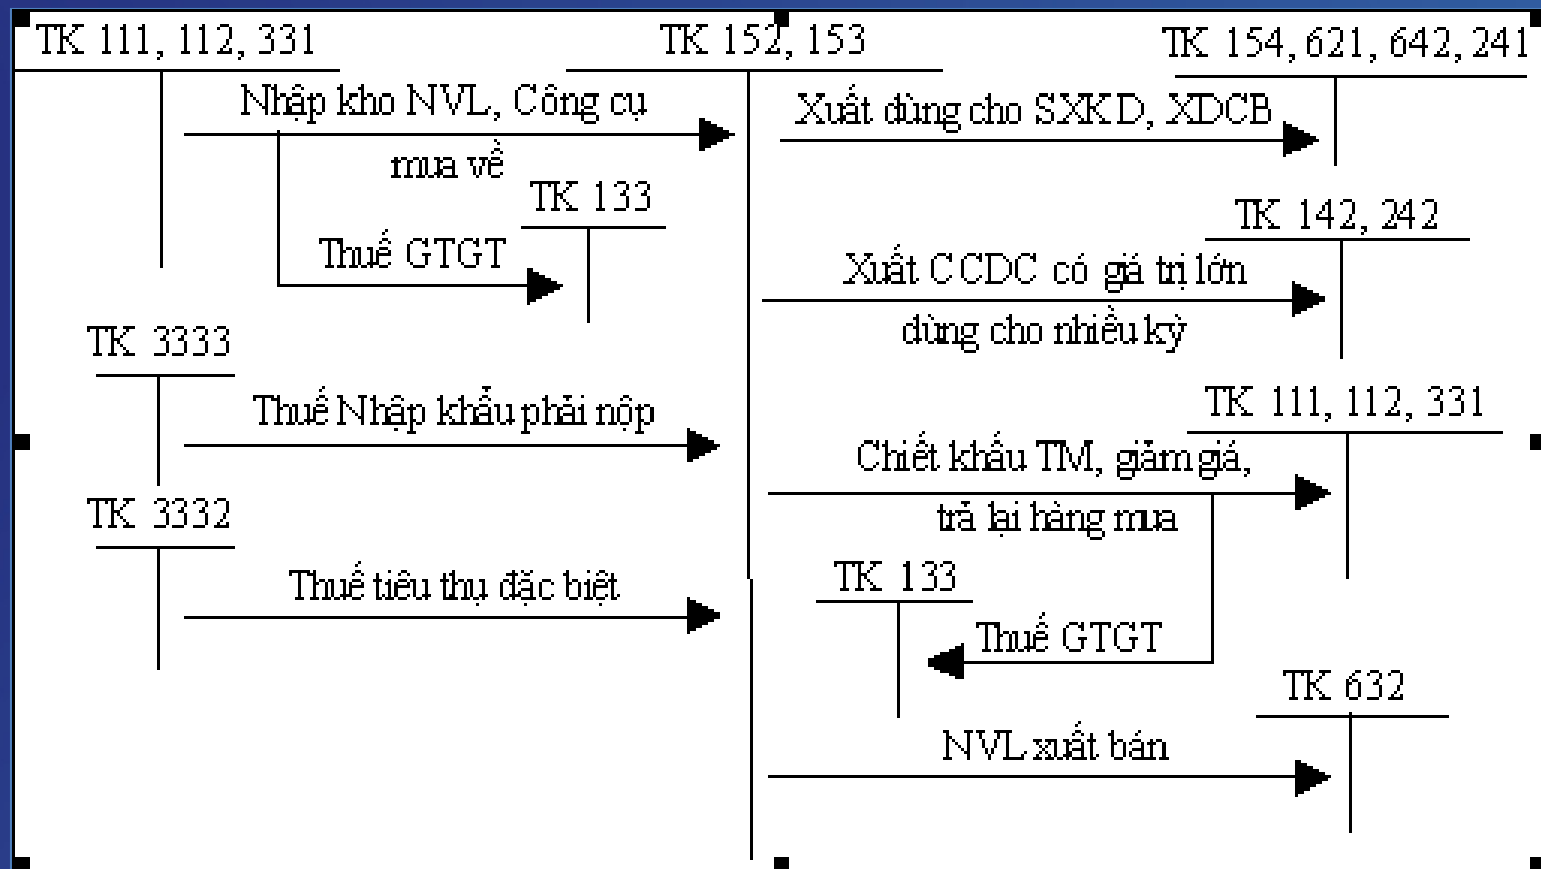 TK 111, 112, 331
TK 152, 153
TK 154, 621, 642, 241
Nhập kho NVL, Công cụ
mua về
Xuất dùng cho SXKD, XDCB
TK 133
Thuế GTGT
TK 142, 242
Xuất CCDC có giá trị lớn
dùng cho nhiều kỳ
TK 3333
Thuế Nhập khẩu phải nộp
TK 111, 112, 331
Chiết khấu TM, giảm giá,
trả lại hàng mua
TK 3332
Thuế tiêu thụ đặc biệt
TK 133
Thuế GTGT
TK 632
NVL xuất bán